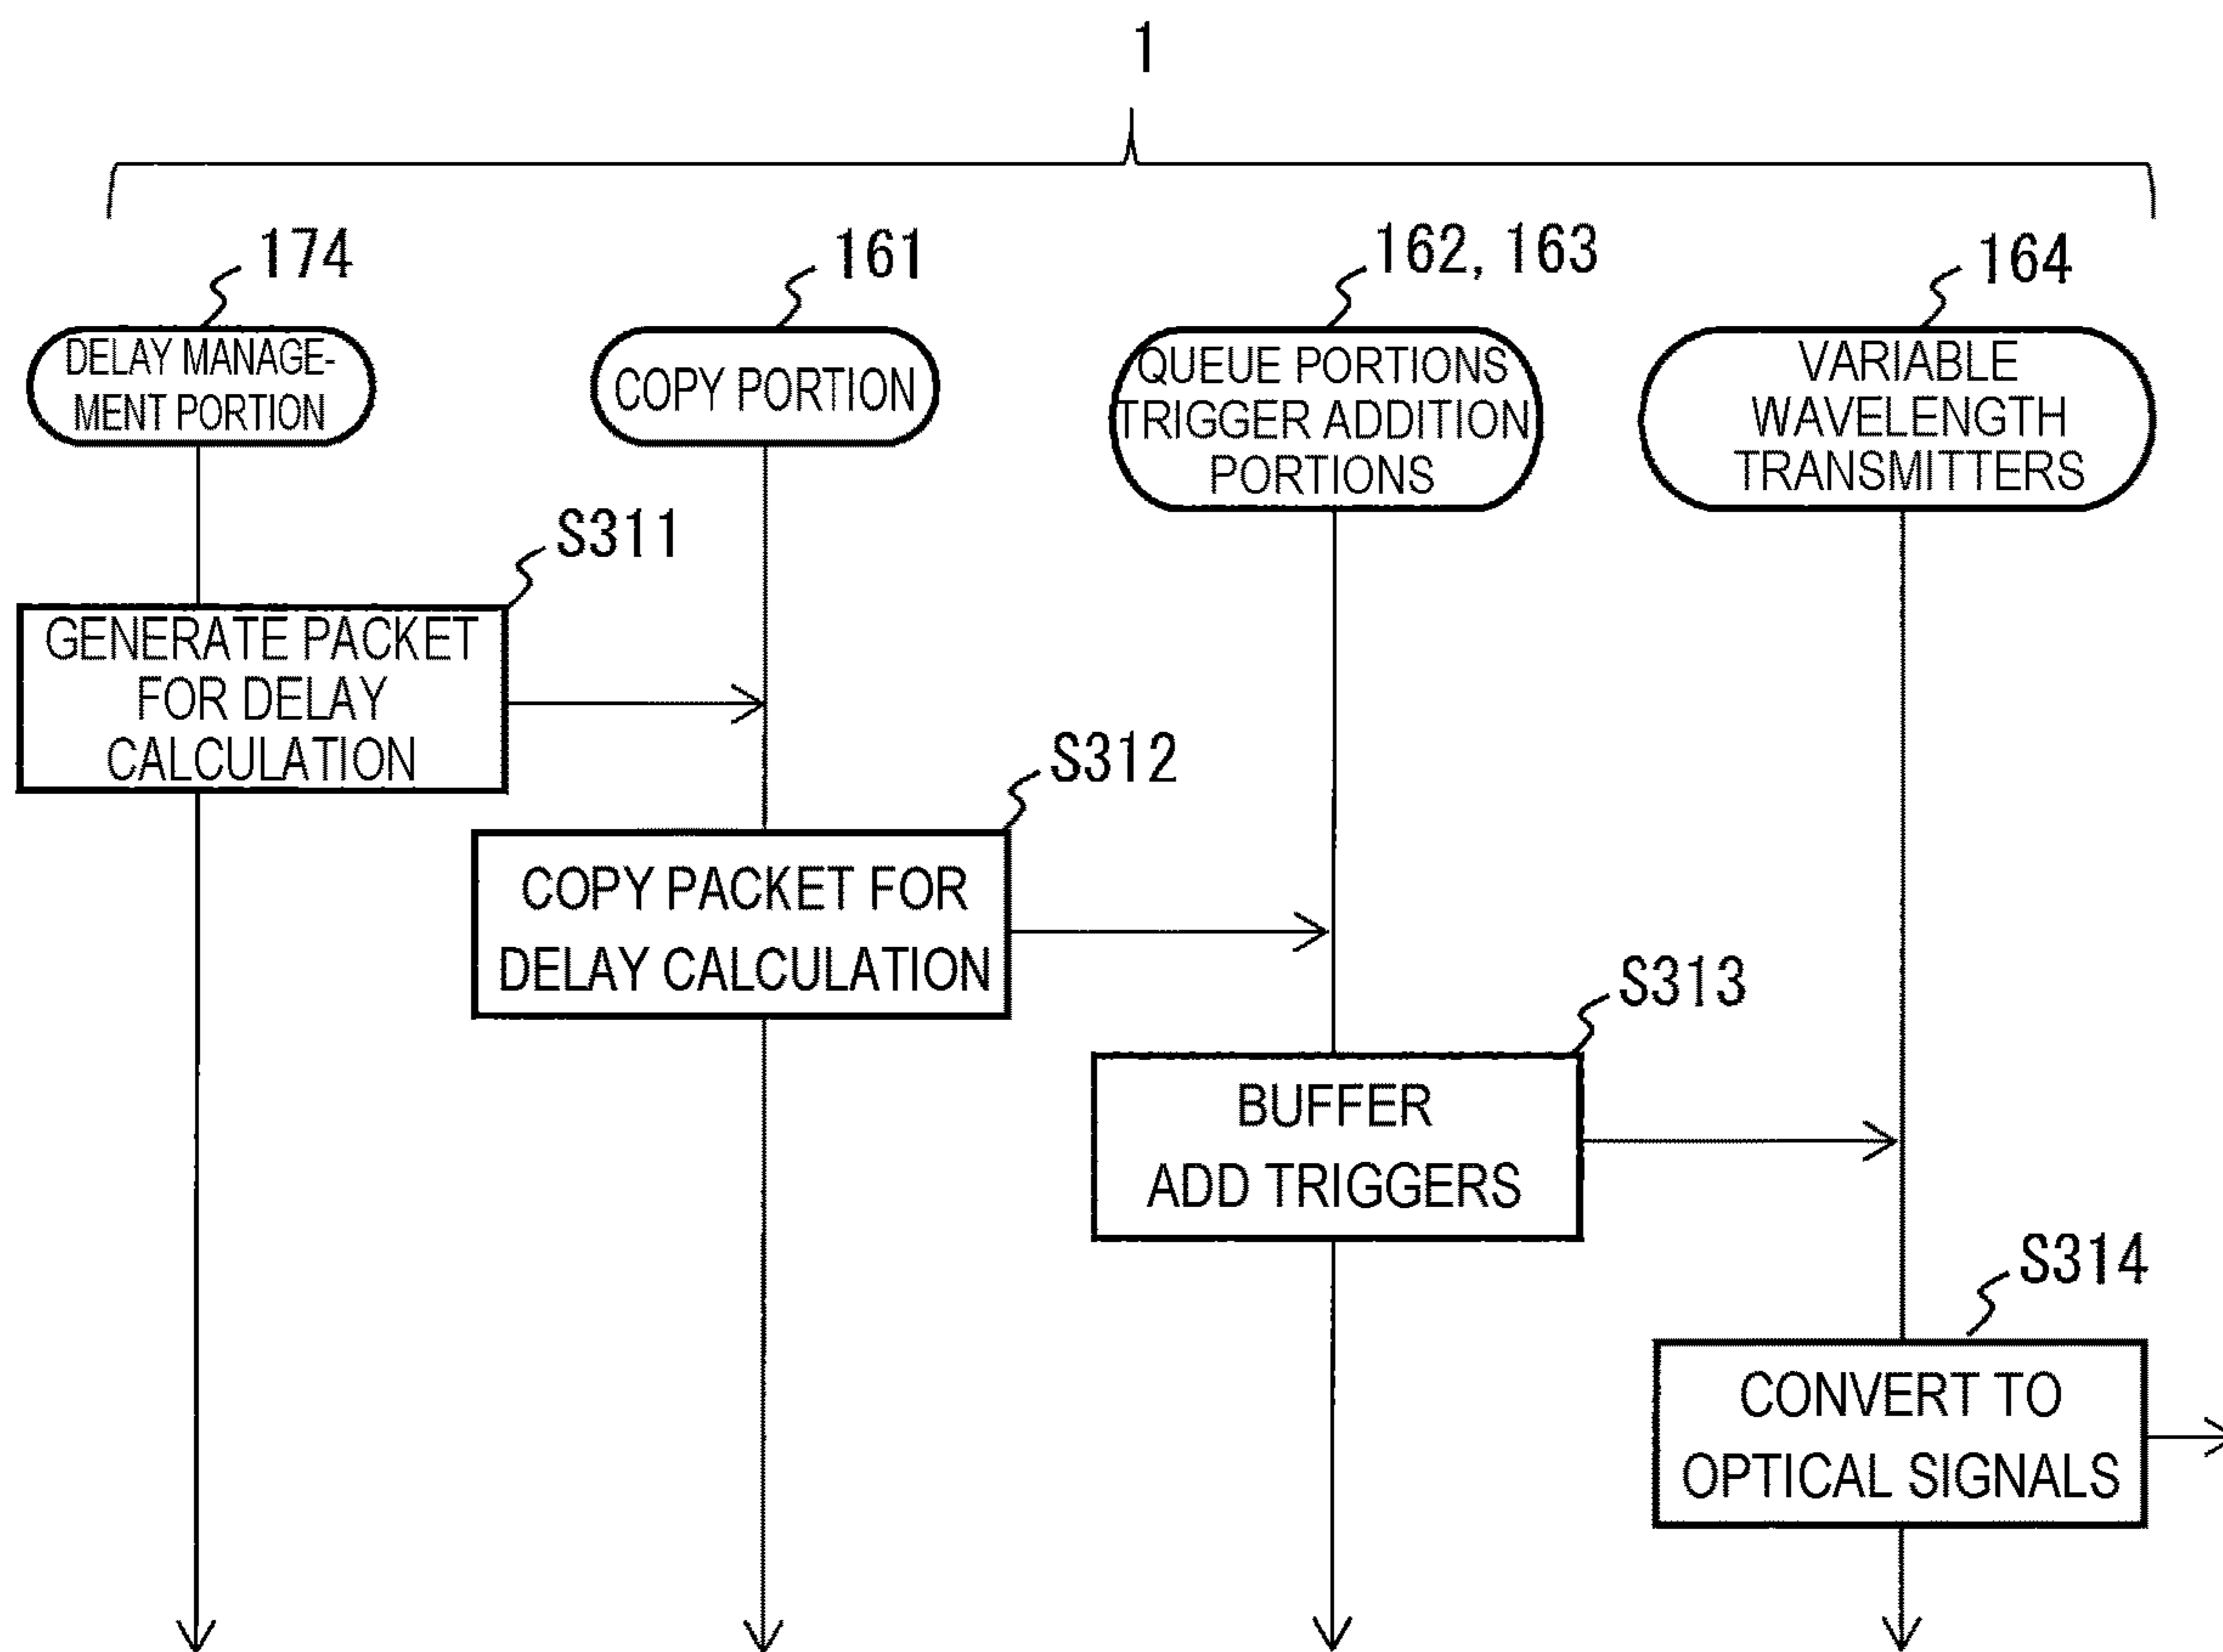 1
174
161
162, 163
164
DELAY MANAGE-
MENT PORTION
COPY PORTION
QUEUE PORTIONS
TRIGGER ADDITION
PORTIONS
VARIABLE
WAVELENGTH
TRANSMITTERS
S311
GENERATE PACKET
FOR DELAY
CALCULATION
S312
COPY PACKET FOR
DELAY CALCULATION
S313
BUFFER
ADD TRIGGERS
S314
CONVERT TO
OPTICAL SIGNALS